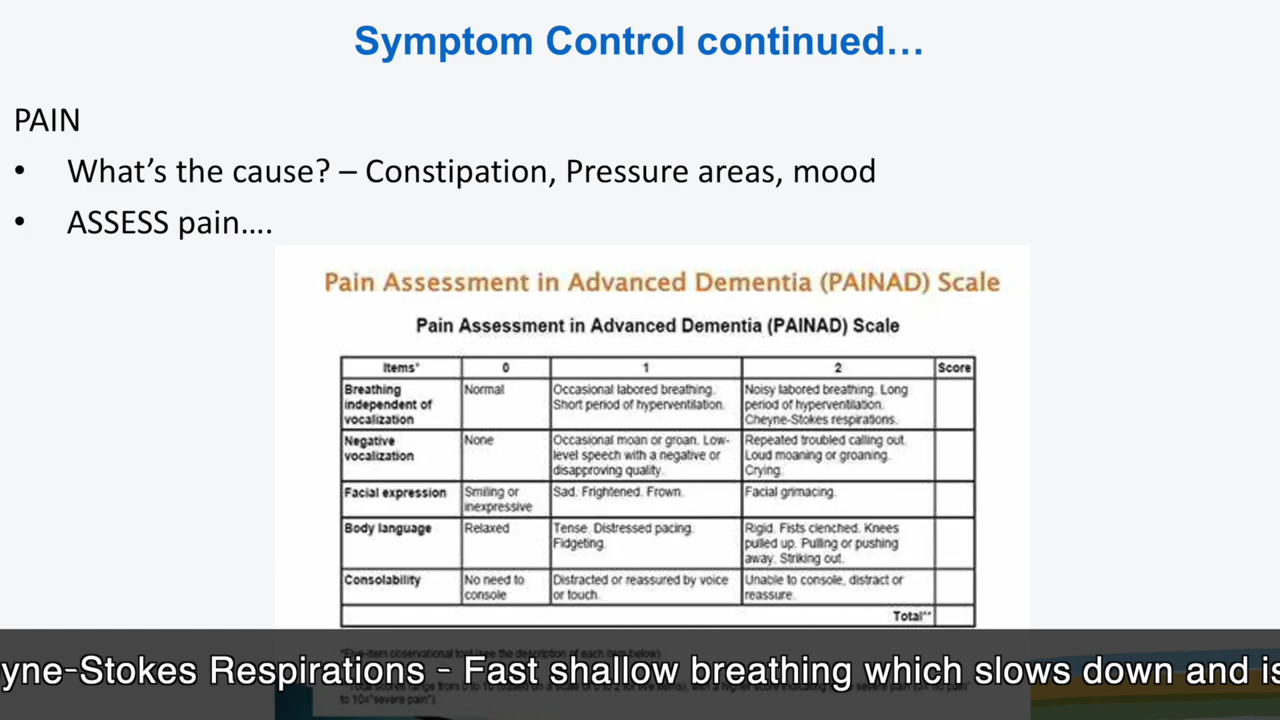 Symptom Control continued…
PAIN
• What's the cause? – Constipation, Pressure areas, mood
• ASSESS pain….
Pain Assessment in Advanced Dementia (PAINAD) Scale
Pain Assessment in Advanced Dementia (PAINAD) Scale
Items* 0 1 2 Score
Breathing independent of vocalization
Normal
Occasional labored breathing.
Short period of hyperventilation.
Noisy labored breathing. Long
period of hyperventilation.
Cheyne-Stokes respirations.
Negative vocalization
None
Occasional moan or groan. Low-
level speech with a negative or
disapproving quality.
Repeated troubled calling out.
Loud moaning or groaning.
Crying.
Facial expression
Smiling or
inexpressive
Sad. Frightened. Frown.
Facial grimacing.
Body language
Relaxed
Tense. Distressed pacing.
Fidgeting.
Rigid. Fists clenched. Knees
pulled up. Pulling or pushing
away. Striking out.
Consolability
No need to
console
Distracted or reassured by voice
or touch.
Unable to console, distract or
reassure.
Total**
yne-Stokes Respirations - Fast shallow breathing which slows down and is
to 10="severe pain").